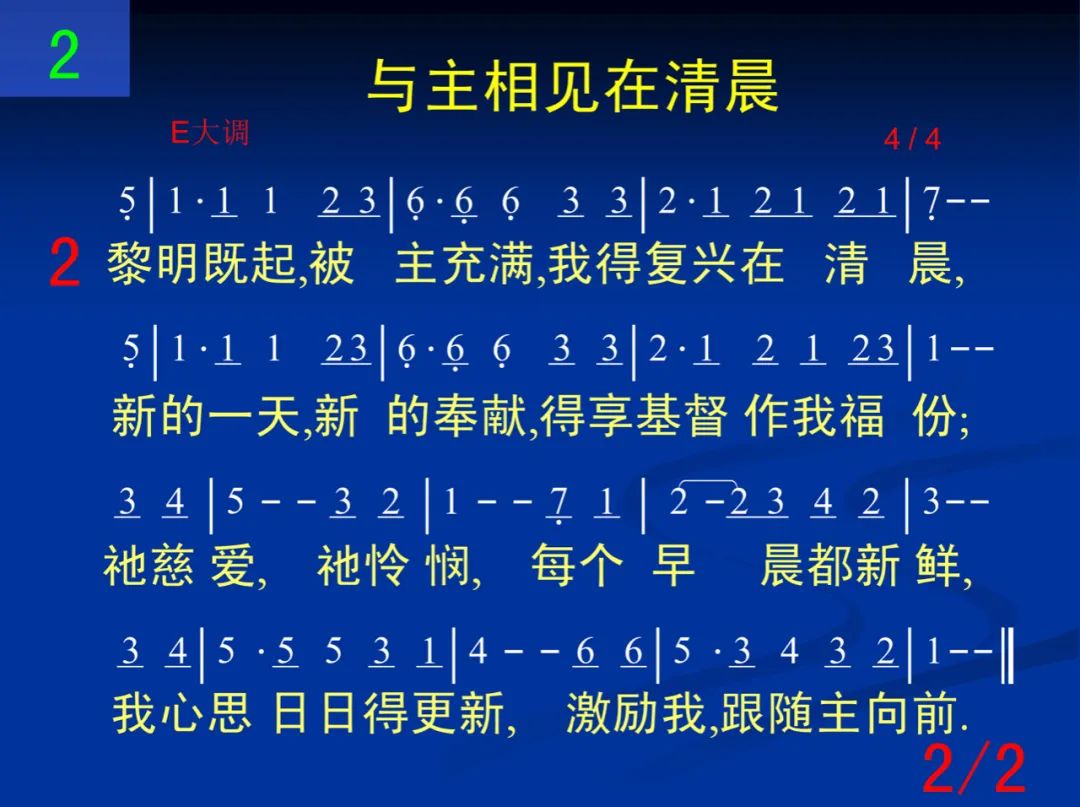 2
与主相见在清晨
E大调 4/4
5|1·1 1 2 3|6·6 6 3 3|2·1 2 1 2 1|7--
2 黎明既起,被 主充满,我得复兴在 清 晨,
5|1·1 1 23|6·6 6 3 3|2·1 2 1 23|1--
新的一天,新 的奉献,得享基督 作我福 份;
3 4|5--3 2|1--7 1|2-2 3 4 2|3--
祂慈 爱, 祂怜 悯, 每个 早 晨都新 鲜,
3 4|5·5 5 3 1|4--6 6|5·3 4 3 2|1--‖
我心思 日日得更新, 激励我,跟随主向前.
2/2